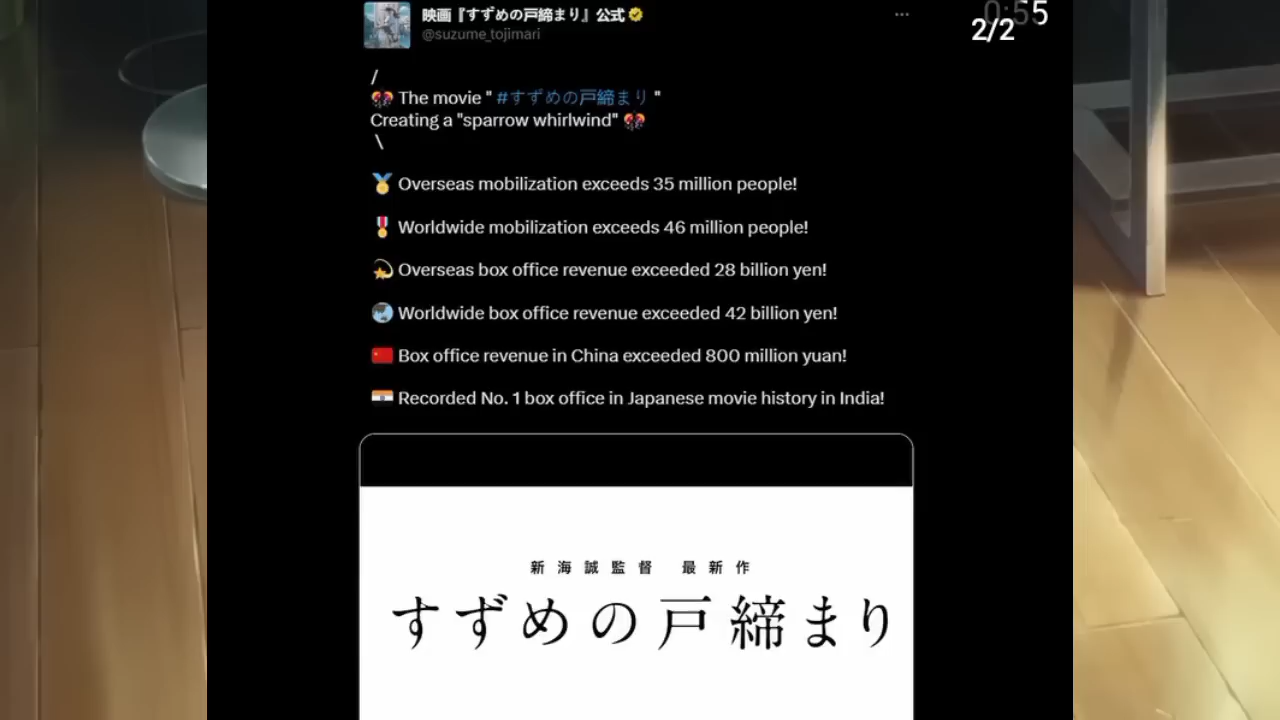 映画『すずめの戸締まり』公式
@suzume_tojimari
...
0:55
2/2
/
The movie " #すずめの戸締まり "
Creating a "sparrow whirlwind"
\
Overseas mobilization exceeds 35 million people!
Worldwide mobilization exceeds 46 million people!
Overseas box office revenue exceeded 28 billion yen!
Worldwide box office revenue exceeded 42 billion yen!
Box office revenue in China exceeded 800 million yuan!
Recorded No. 1 box office in Japanese movie history in India!
新海誠監督 最新作
すずめの戸締まり